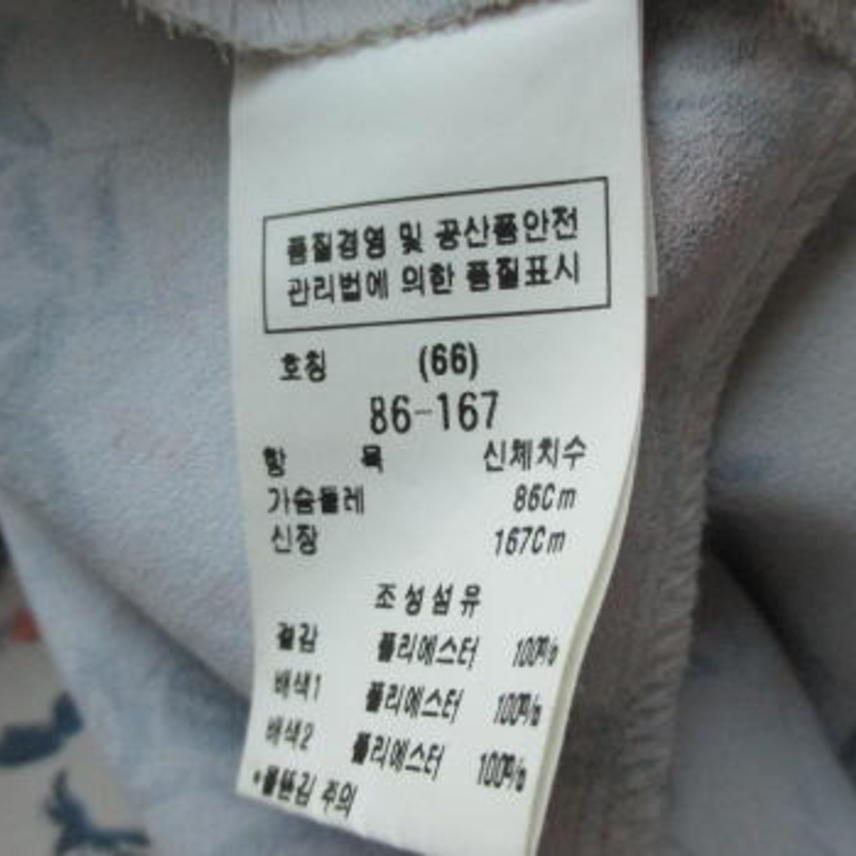 품질경영 및 공산품안전
관리법에 의한 품질표시
호칭 (66)
86-167
항 목 신체치수
가슴둘레 86Cm
신장 167Cm
조성섬유
겉감 폴리에스터 100%
배색1 폴리에스터 100%
배색2 폴리에스터 100%
*올뜯김 주의